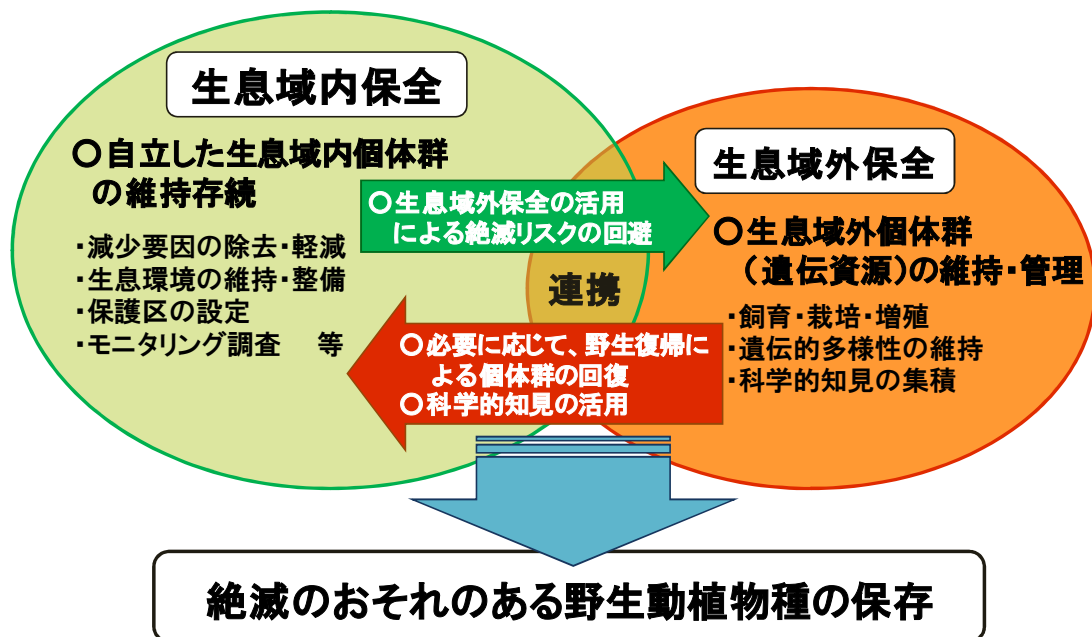 生息域内保全
○自立した生息域内個体群
の維持存続
・減少要因の除去・軽減
・生息環境の維持・整備
・保護区の設定
・モニタリング調査　等
○生息域外保全の活用
による絶滅リスクの回避
連携
○必要に応じて、野生復帰に
よる個体群の回復
○科学的知見の活用
生息域外保全
○生息域外個体群
（遺伝資源）の維持・管理
・飼育・栽培・増殖
・遺伝的多様性の維持
・科学的知見の集積
絶滅のおそれのある野生動植物種の保存